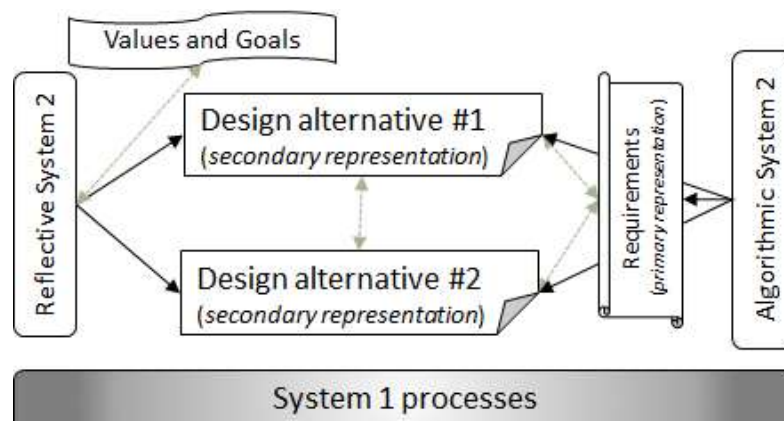 Values and Goals
Reflective System 2
Design alternative #1
(secondary representation)
Design alternative #2
(secondary representation)
Requirements
(primary representation)
Algorithmic System 2
System 1 processes